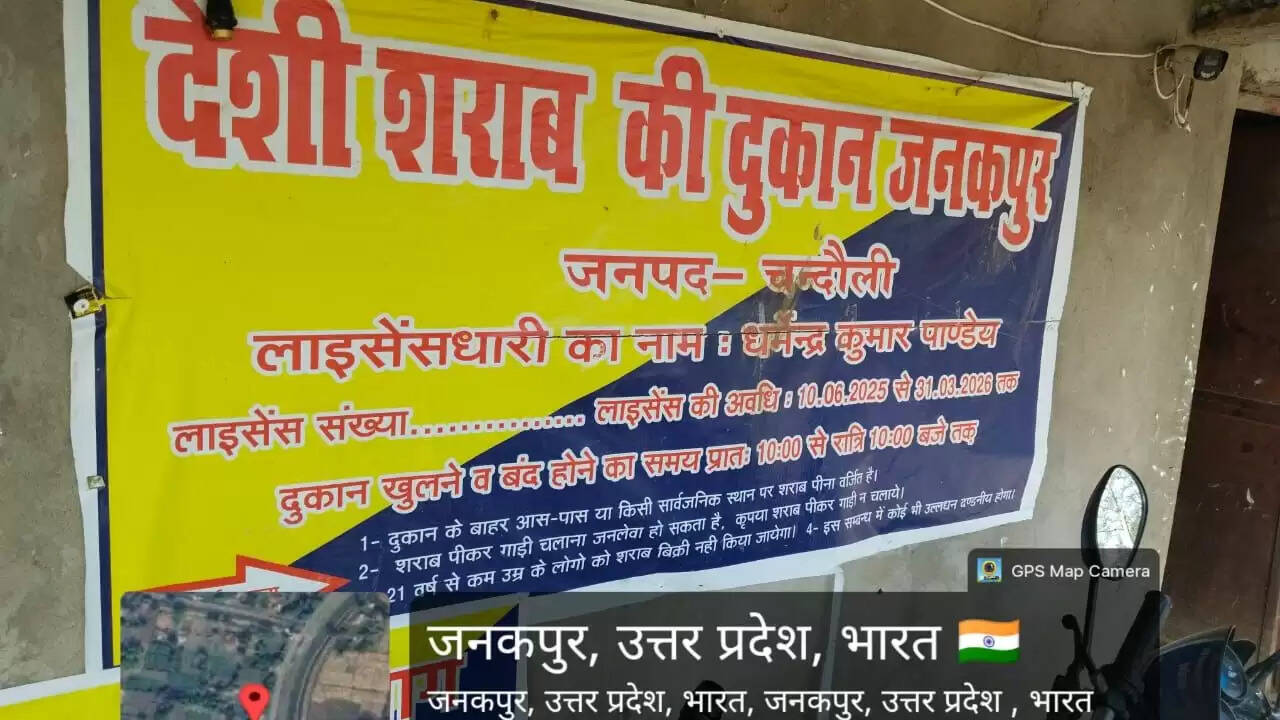 देशी शराब की दुकान जनकपुर
जनपद– चन्दौली
लाइसेंसधारी का नाम : धर्मेन्द्र कुमार पाण्डेय
लाइसेंस संख्या................ लाइसेंस की अवधि : 10.06.2025 से 31.03.2026 तक
दुकान खुलने व बंद होने का समय प्रातः 10:00 से रात्रि 10:00 बजे तक
1- दुकान के बाहर आस-पास या किसी सार्वजनिक स्थान पर शराब पीना वर्जित है।
2- शराब पीकर गाड़ी चलाना जनलेवा हो सकता है, कृपया शराब पीकर गाड़ी न चलाये।
21 वर्ष से कम उम्र के लोगो को शराब बिक्री नही किया जायेगा। 4- इस सम्बन्ध में कोई भी उल्लघन दण्डनीय होगा।
GPS Map Camera
जनकपुर, उत्तर प्रदेश, भारत
जनकपुर, उत्तर प्रदेश, भारत, जनकपुर, उत्तर प्रदेश , भारत